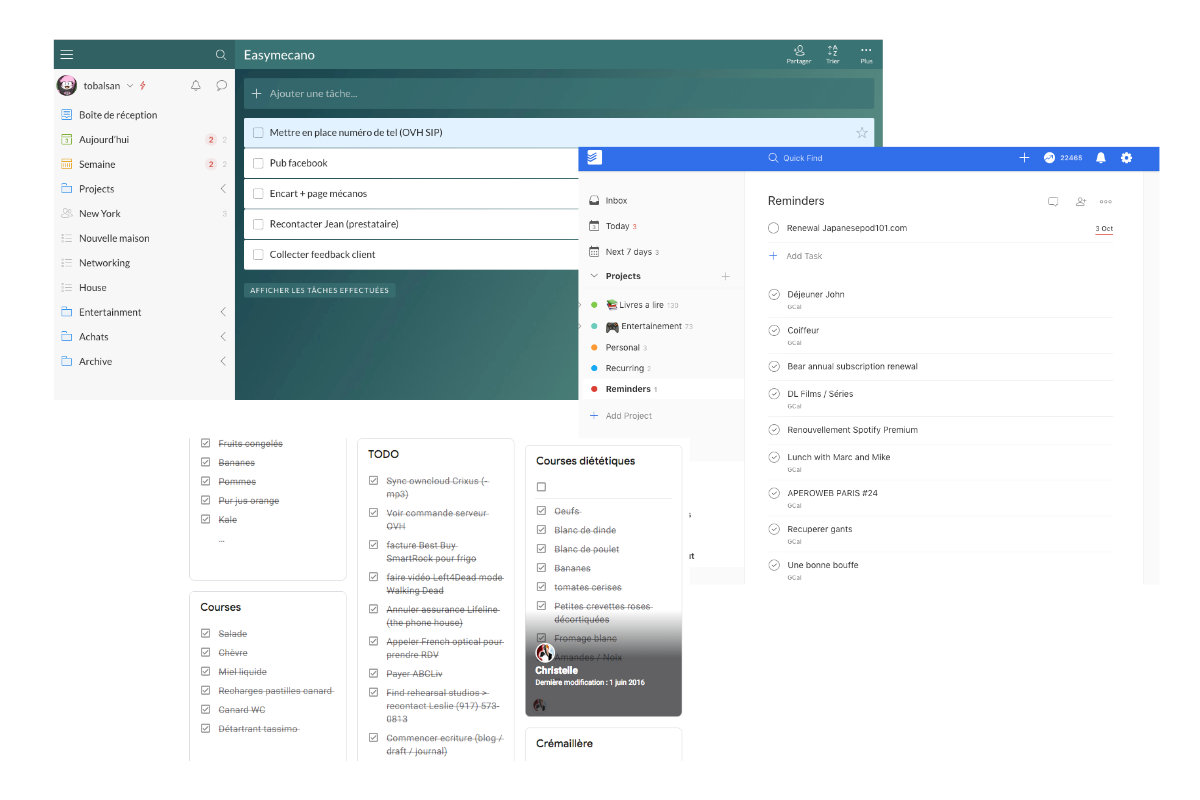 Easymecano
Partager
Trier
Plus
tobalsan
Boîte de réception
Aujourd'hui 2 2
Semaine 2 2
Projects
New York 3
Nouvelle maison
Networking
House
Entertainment
Achats
Archive
Ajouter une tâche...
Mettre en place numéro de tel (OVH SIP)
Pub facebook
Encart + page mécanos
Recontacter Jean (prestataire)
Collecter feedback client
AFFICHER LES TÂCHES EFFECTUÉES
Quick Find
22465
Inbox
Today 3
Next 7 days 3
Projects
Livres a lire 130
Entertainement 73
Personal 3
Recurring 2
Reminders 1
Add Project
Reminders
Renewal Japanesepod101.com
3 Oct
Add Task
Déjeuner John
GCal
Coiffeur
GCal
Bear annual subscription renewal
DL Films / Séries
GCal
Renouvellement Spotify Premium
Lunch with Marc and Mike
GCal
APEROWEB PARIS #24
GCal
Recuperer gants
GCal
Une bonne bouffe
GCal
Fruits congelés
Bananes
Pommes
Pur jus orange
Kale
...
Courses
Salade
Chèvre
Miel liquide
Recharges pastilles canard
Canard WC
Détartrant tassimo
TODO
Sync owncloud Crixus (-
mp3)
Voir commande serveur
OVH
facture Best Buy
SmartRock pour frigo
faire vidéo Left4Dead mode
Walking Dead
Annuler assurance Lifeline
(the phone house)
Appeler French optical pour
prendre RDV
Payer ABCLiv
Find rehearsal studios >
recontact Leslie (917) 573-
0813
Commencer ecriture (blog /
draft / journal)
Courses diététiques
Oeufs
Blanc de dinde
Blanc de poulet
Bananes
tomates cerises
Petites crevettes roses
décortiquées
Fromage blanc
Amandes / Noix
Christelle
Dernière modification : 1 juin 2016
Crémaillère